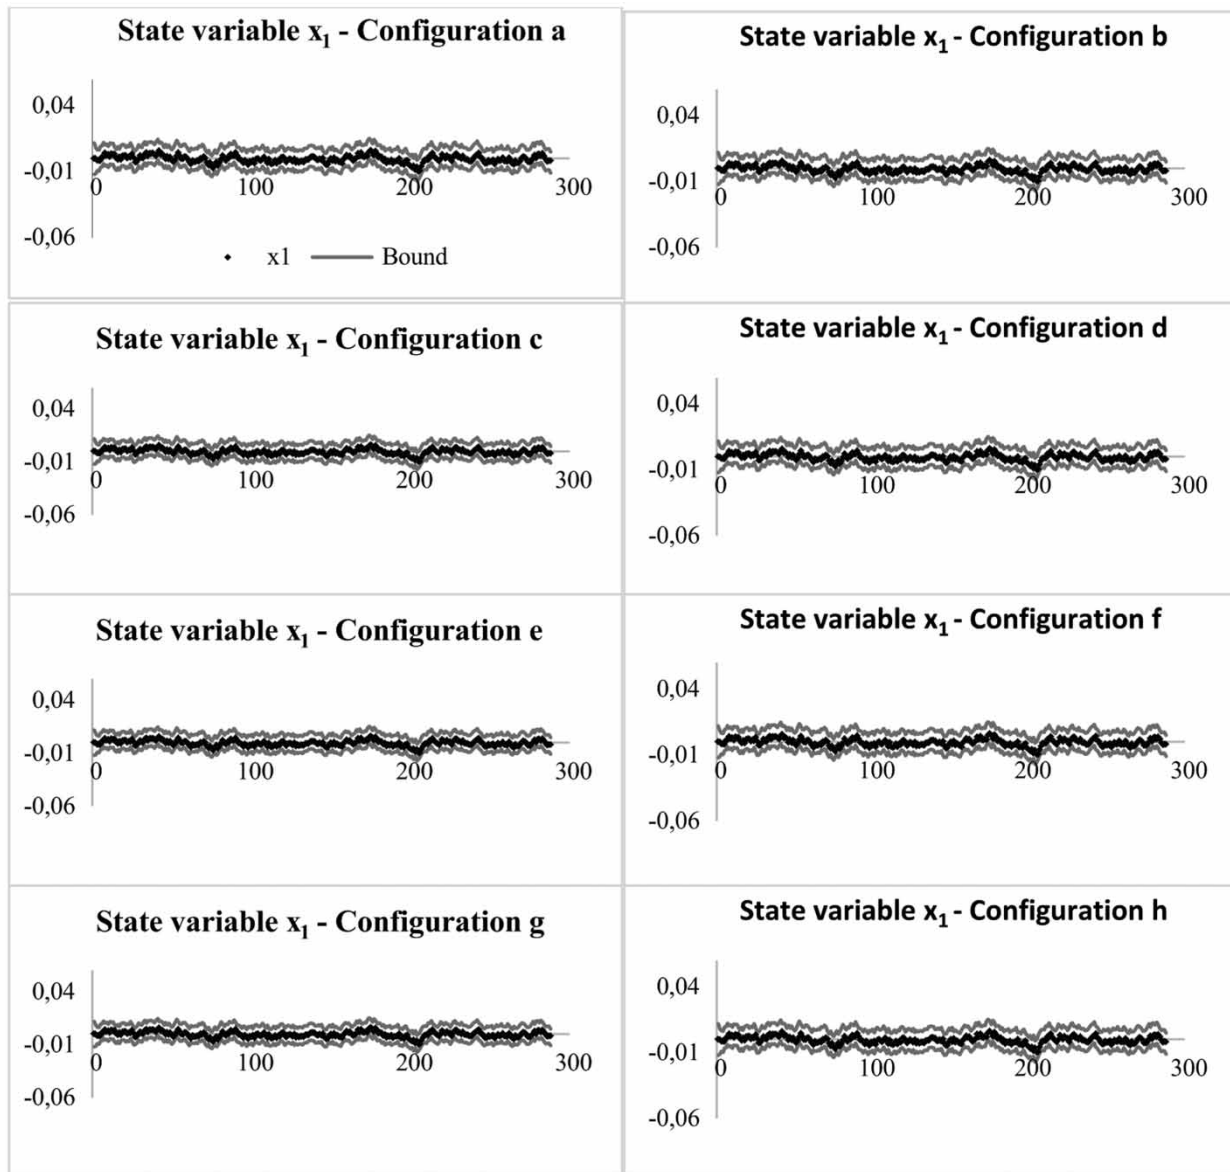 State variable x₁ - Configuration a
0,04
-0,01
0 100 200 300
-0,06
x1 Bound
State variable x₁ - Configuration b
0,04
-0,01
0 100 200 300
-0,06
State variable x₁ - Configuration c
0,04
-0,01
0 100 200 300
-0,06
State variable x₁ - Configuration d
0,04
-0,01
0 100 200 300
-0,06
State variable x₁ - Configuration e
0,04
-0,01
0 100 200 300
-0,06
State variable x₁ - Configuration f
0,04
-0,01
0 100 200 300
-0,06
State variable x₁ - Configuration g
0,04
-0,01
0 100 200 300
-0,06
State variable x₁ - Configuration h
0,04
-0,01
0 100 200 300
-0,06